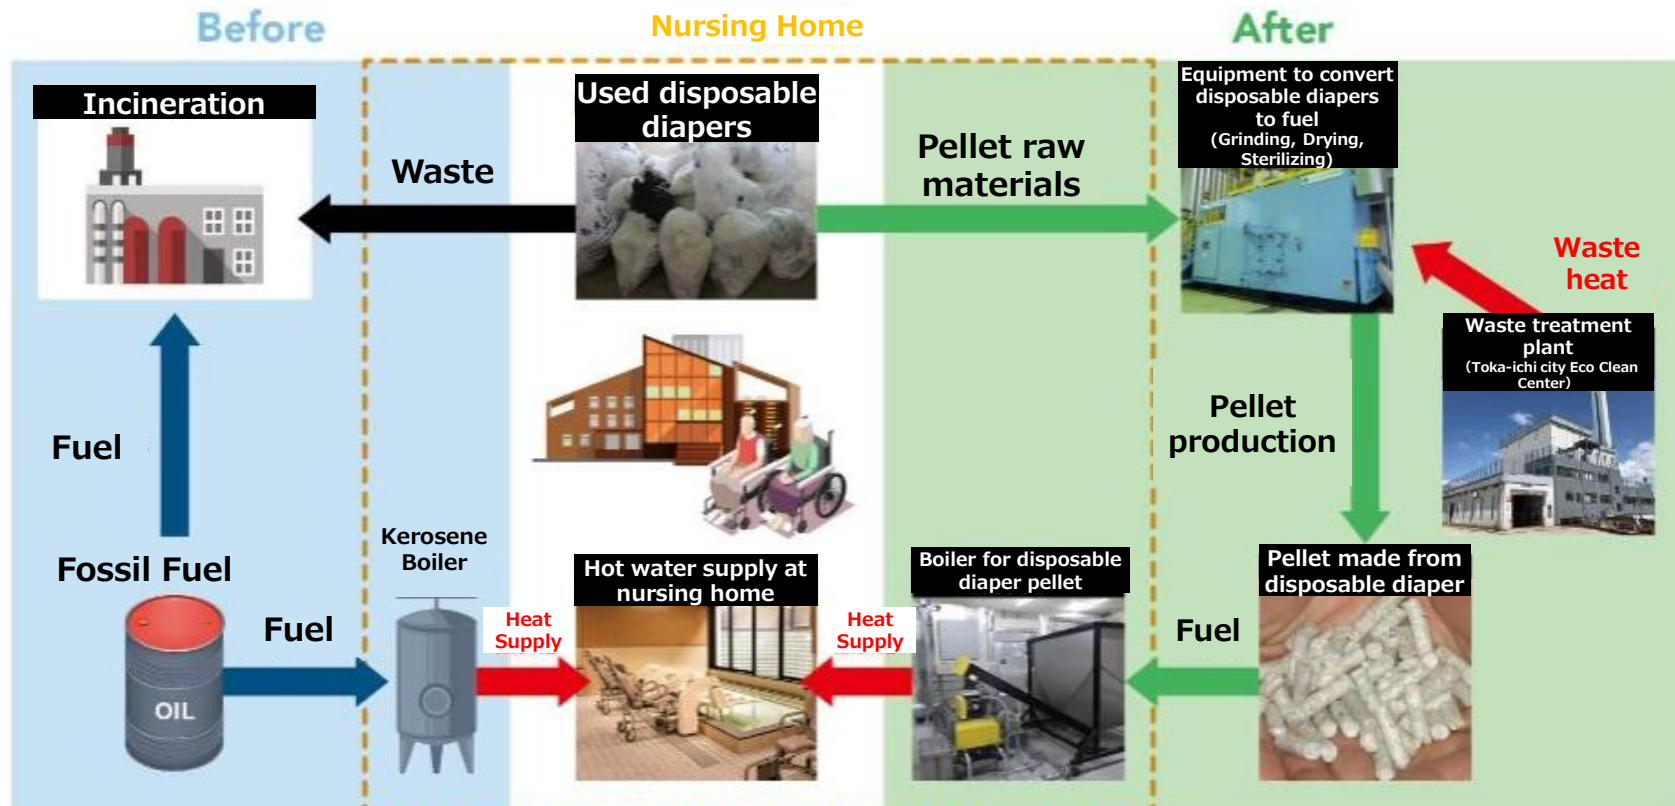 Before
Nursing Home
After
Incineration
Used disposable
diapers
Equipment to convert
disposable diapers
to fuel
(Grinding, Drying,
Sterilizing)
Waste
Pellet raw
materials
Waste
heat
Waste treatment
plant
(Toka-ichi city Eco Clean
Center)
Fuel
Pellet
production
Fossil Fuel
Kerosene
Boiler
Hot water supply at
nursing home
Boiler for disposable
diaper pellet
Pellet made from
disposable diaper
Fuel
Heat
Supply
Heat
Supply
Fuel
OIL